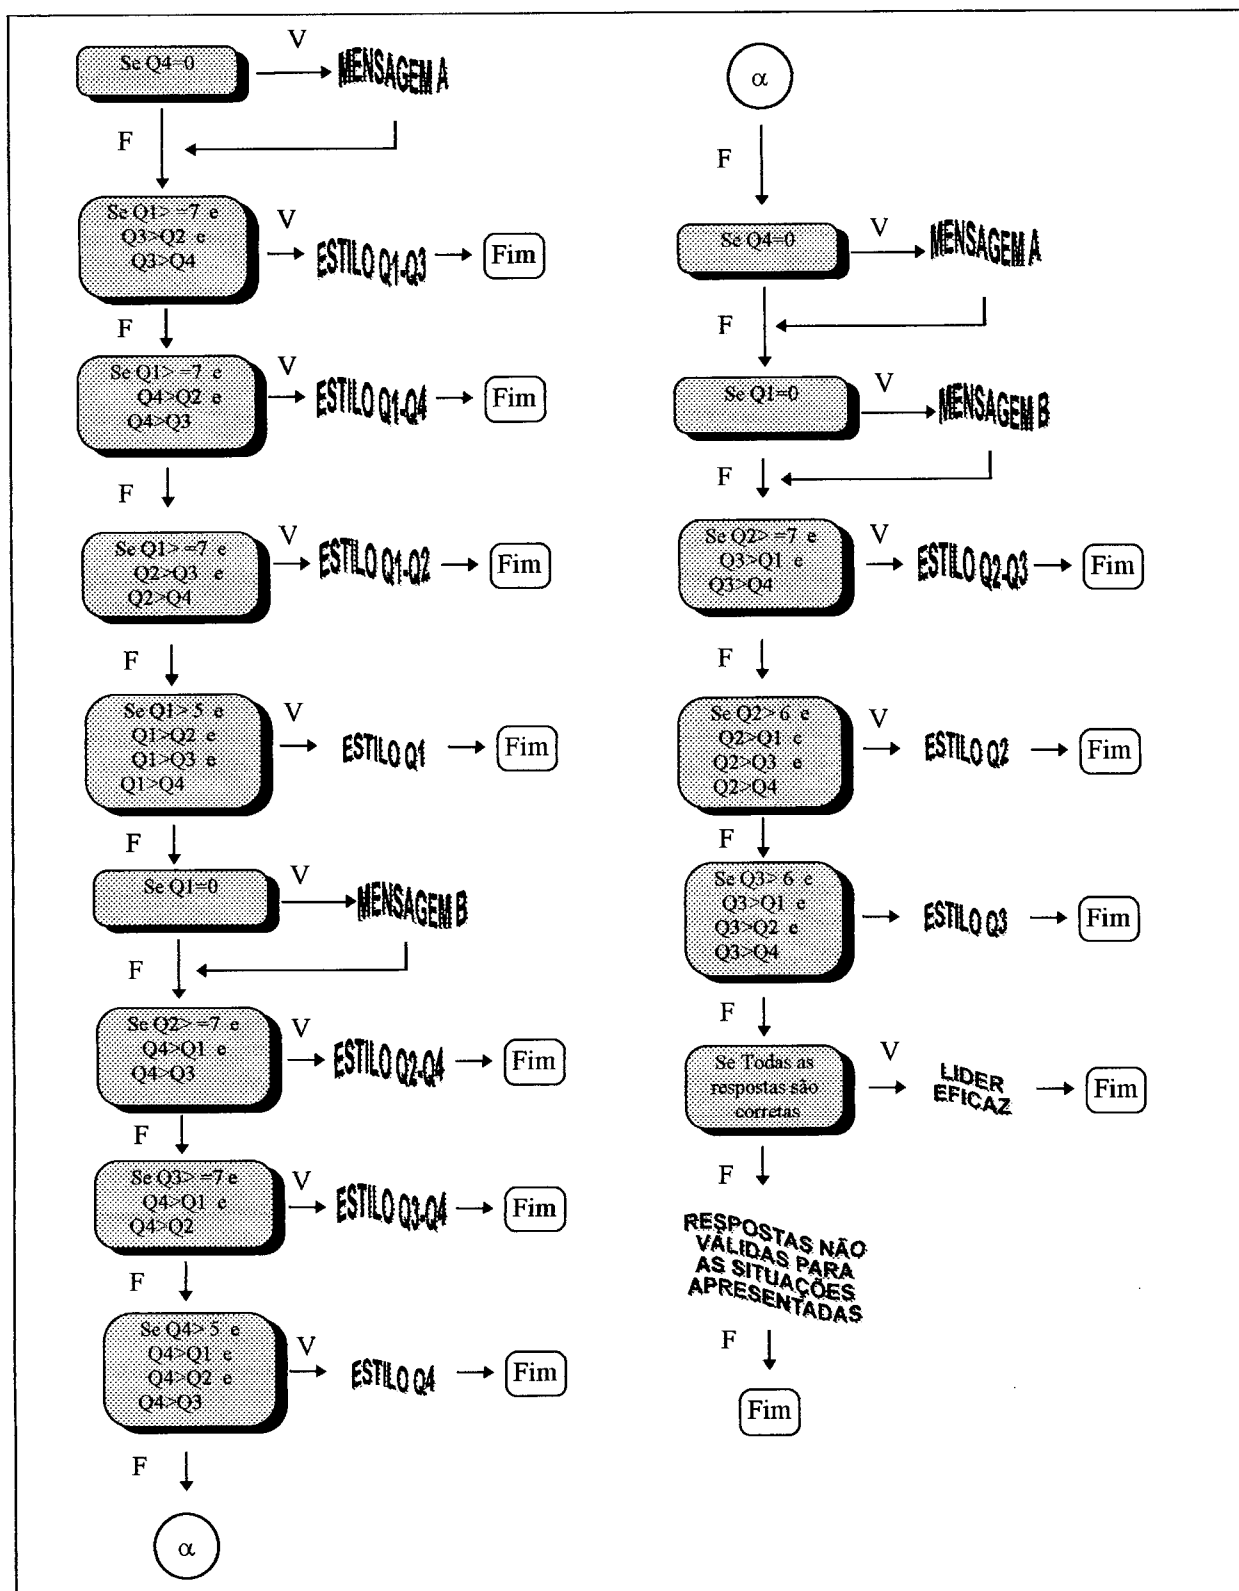 Se Q4=0
V
MENSAGEM A
F
Se Q1>=7 e
Q3>Q2 e
Q3>Q4
V
ESTILO Q1-Q3
Fim
F
Se Q1>=7 e
Q4>Q2 e
Q4>Q3
V
ESTILO Q1-Q4
Fim
F
Se Q1>=7 e
Q2>Q3 e
Q2>Q4
V
ESTILO Q1-Q2
Fim
F
Se Q1>5 e
Q1>Q2 e
Q1>Q3 e
Q1>Q4
V
ESTILO Q1
Fim
F
Se Q1=0
V
MENSAGEM B
F
Se Q2>=7 e
Q4>Q1 e
Q4>Q3
V
ESTILO Q2-Q4
Fim
F
Se Q3>=7 e
Q4>Q1 e
Q4>Q2
V
ESTILO Q3-Q4
Fim
F
Se Q4>5 e
Q4>Q1 e
Q4>Q2 e
Q4>Q3
V
ESTILO Q4
Fim
F
α
α
F
Se Q4=0
V
MENSAGEM A
F
Se Q1=0
V
MENSAGEM B
F
Se Q2>=7 e
Q3>Q1 e
Q3>Q4
V
ESTILO Q2-Q3
Fim
F
Se Q2>6 e
Q2>Q1 e
Q2>Q3 e
Q2>Q4
V
ESTILO Q2
Fim
F
Se Q3>6 e
Q3>Q1 e
Q3>Q2 e
Q3>Q4
ESTILO Q3
Fim
F
Se Todas as
respostas são
corretas
V
LIDER
EFICAZ
Fim
F
RESPOSTAS NÃO
VÁLIDAS PARA
AS SITUAÇÕES
APRESENTADAS
F
Fim